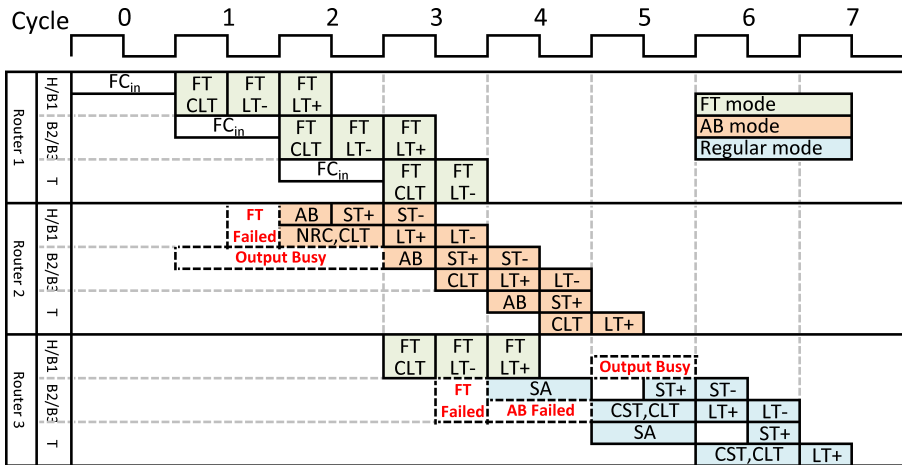 Cycle 0 1 2 3 4 5 6 7
Router 1
H/B1
FCin
FT
CLT
FT
LT-
FT
LT+
FT mode
AB mode
Regular mode
B2/B3
FCin
FT
CLT
FT
LT-
FT
LT+
T
FCin
FT
CLT
FT
LT-
Router 2
H/B1
FT
Failed
AB ST+ ST-
NRC,CLT LT+ LT-
B2/B3
Output Busy
AB ST+ ST-
CLT LT+ LT-
T
AB ST+
CLT LT+
Router 3
H/B1
FT
CLT
FT
LT-
FT
LT+
Output Busy
B2/B3
FT
Failed
SA ST+ ST-
AB Failed
CST,CLT LT+ LT-
T
SA ST+
CST,CLT LT+